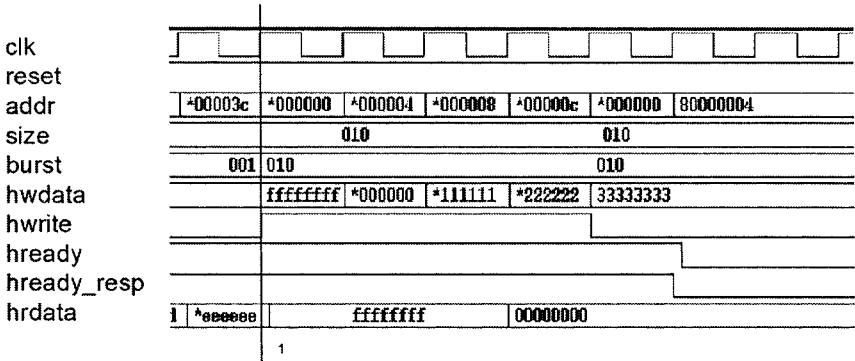 clk
reset
addr *00003c *000000 *000004 *000008 *00000c *000000 80000004
size 010 010
burst 001 010 010
hwdata ffffffff *000000 *111111 *222222 33333333
hwrite
hready
hready_resp
hrdata *eeeeee ffffffff 00000000
1